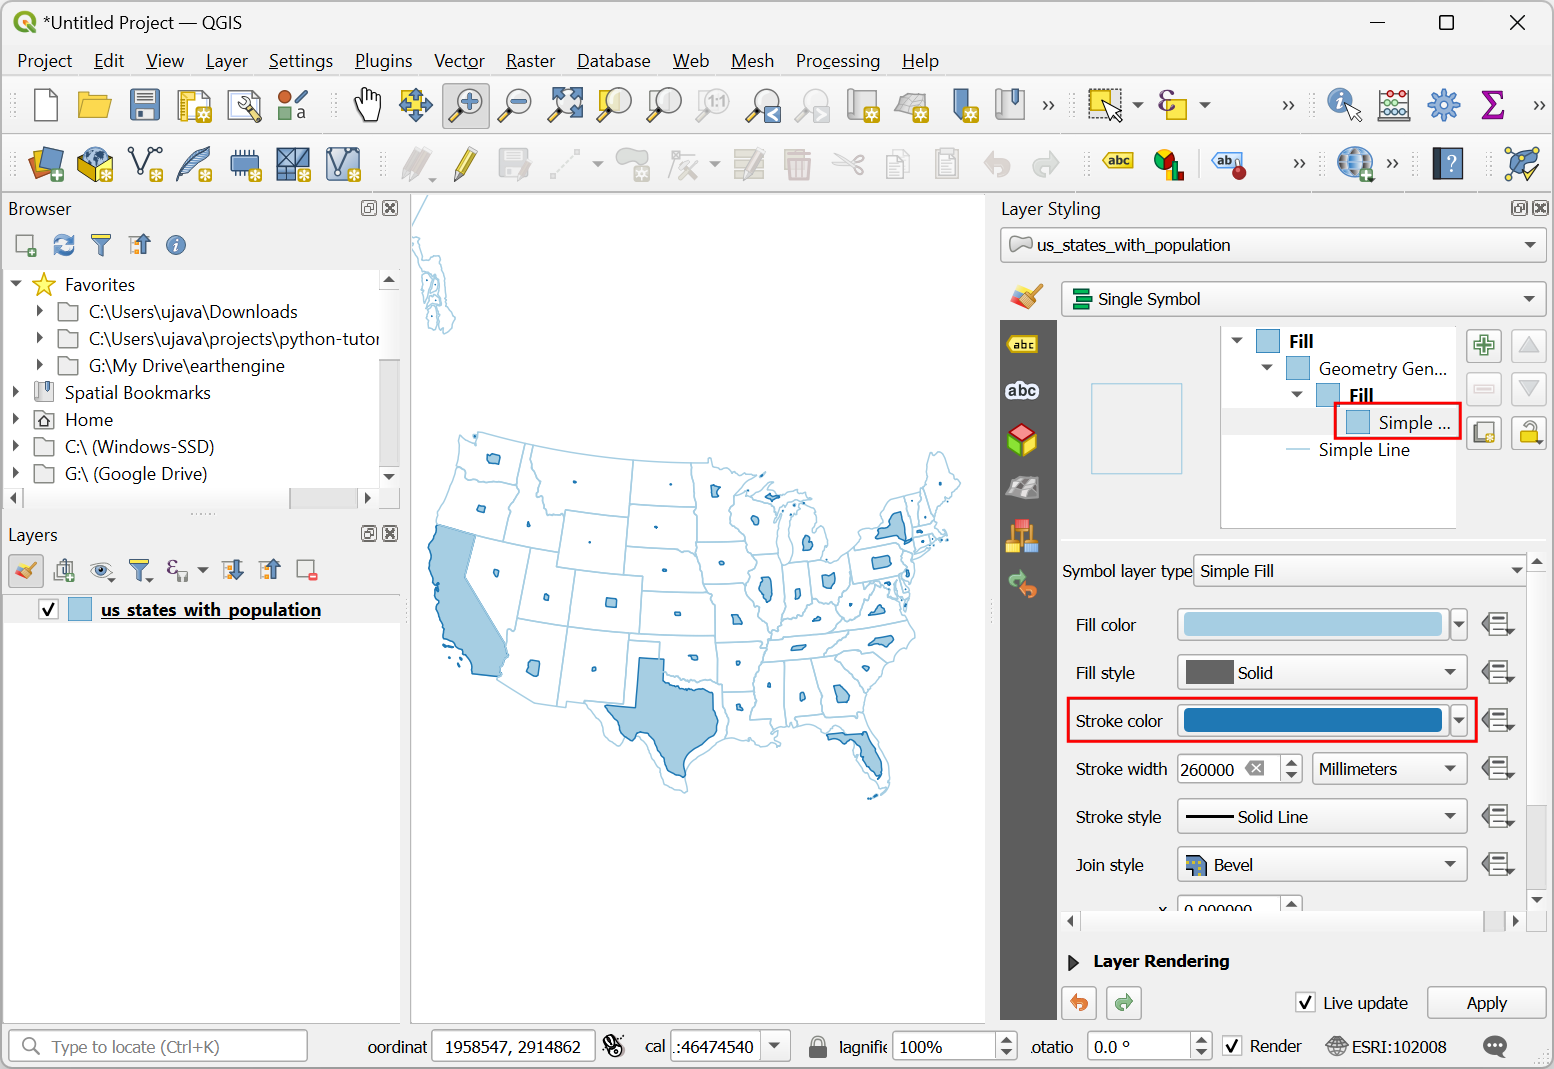 *Untitled Project — QGIS
Project Edit View Layer Settings Plugins Vector Raster Database Web Mesh Processing Help
Browser
Favorites
C:\Users\ujava\Downloads
C:\Users\ujava\projects\python-tutor
G:\My Drive\earthengine
Spatial Bookmarks
Home
C:\ (Windows-SSD)
G:\ (Google Drive)
Layers
us_states_with_population
Layer Styling
us_states_with_population
Single Symbol
Fill
Geometry Gen...
Fill
Simple ...
Simple Line
Symbol layer type Simple Fill
Fill color
Fill style Solid
Stroke color
Stroke width 260000 Millimeters
Stroke style Solid Line
Join style Bevel
x 0.000000
Layer Rendering
Live update Apply
Type to locate (Ctrl+K) oordinat 1958547, 2914862 cal .:46474540 lagnifie 100% otatio 0.0 ° Render ESRI:102008